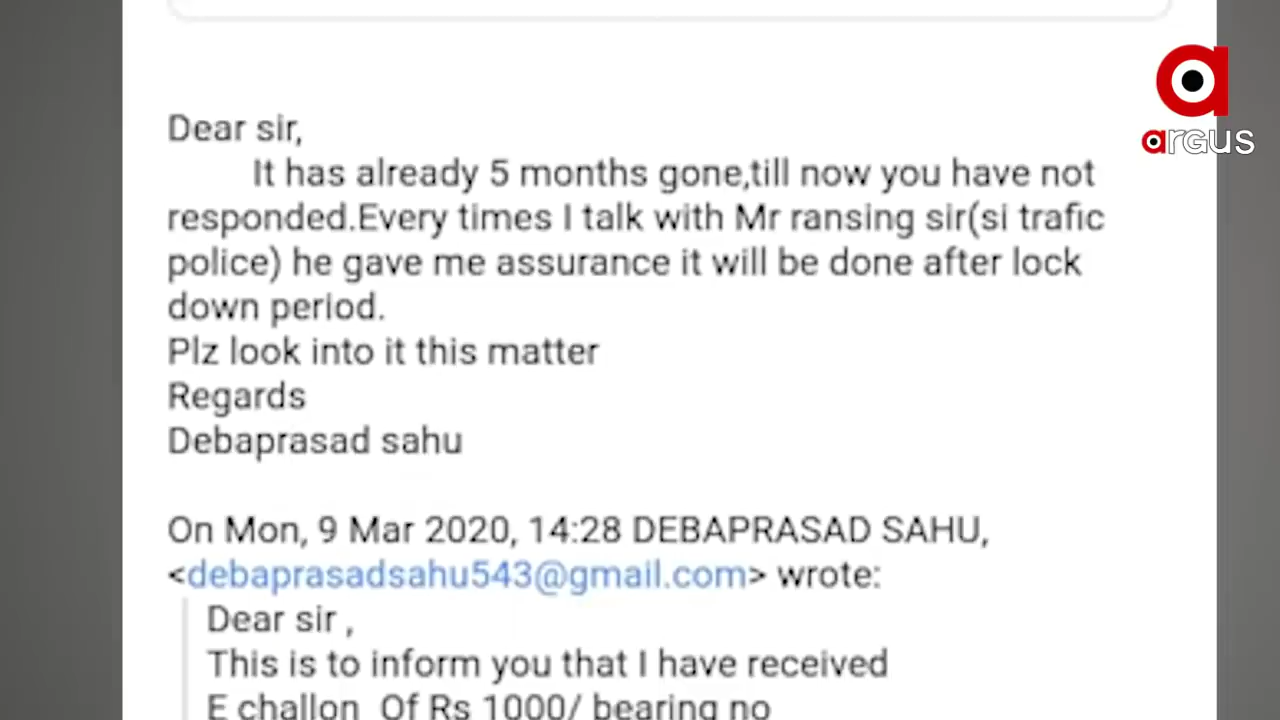 argus
Dear sir,
It has already 5 months gone,till now you have not
responded.Every times I talk with Mr ransing sir(si trafic
police) he gave me assurance it will be done after lock
down period.
Plz look into it this matter
Regards
Debaprasad sahu
On Mon, 9 Mar 2020, 14:28 DEBAPRASAD SAHU,
<debaprasadsahu543@gmail.com> wrote:
Dear sir ,
This is to inform you that I have received
E challon  Of Rs 1000/ bearing no